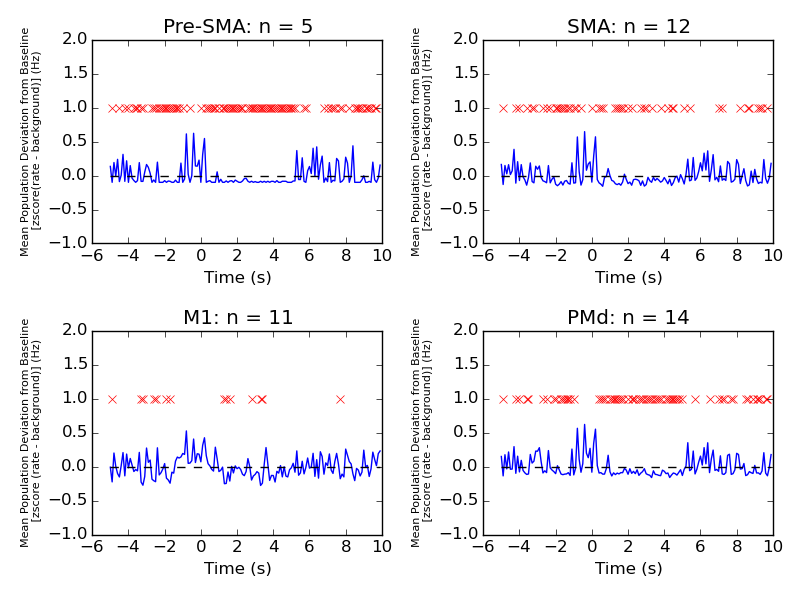 Pre-SMA: n = 5
Mean Population Deviation from Baseline
[zscore(rate - background)] (Hz)
2.0
1.5
1.0
0.5
0.0
−0.5
−1.0
−6 −4 −2 0 2 4 6 8 10
Time (s)
SMA: n = 12
Mean Population Deviation from Baseline
[zscore (rate - background)] (Hz)
2.0
1.5
1.0
0.5
0.0
−0.5
−1.0
−6 −4 −2 0 2 4 6 8 10
Time (s)
M1: n = 11
Mean Population Deviation from Baseline
[zscore (rate - background)] (Hz)
2.0
1.5
1.0
0.5
0.0
−0.5
−1.0
−6 −4 −2 0 2 4 6 8 10
Time (s)
PMd: n = 14
Mean Population Deviation from Baseline
[zscore (rate - background)] (Hz)
2.0
1.5
1.0
0.5
0.0
−0.5
−1.0
−6 −4 −2 0 2 4 6 8 10
Time (s)